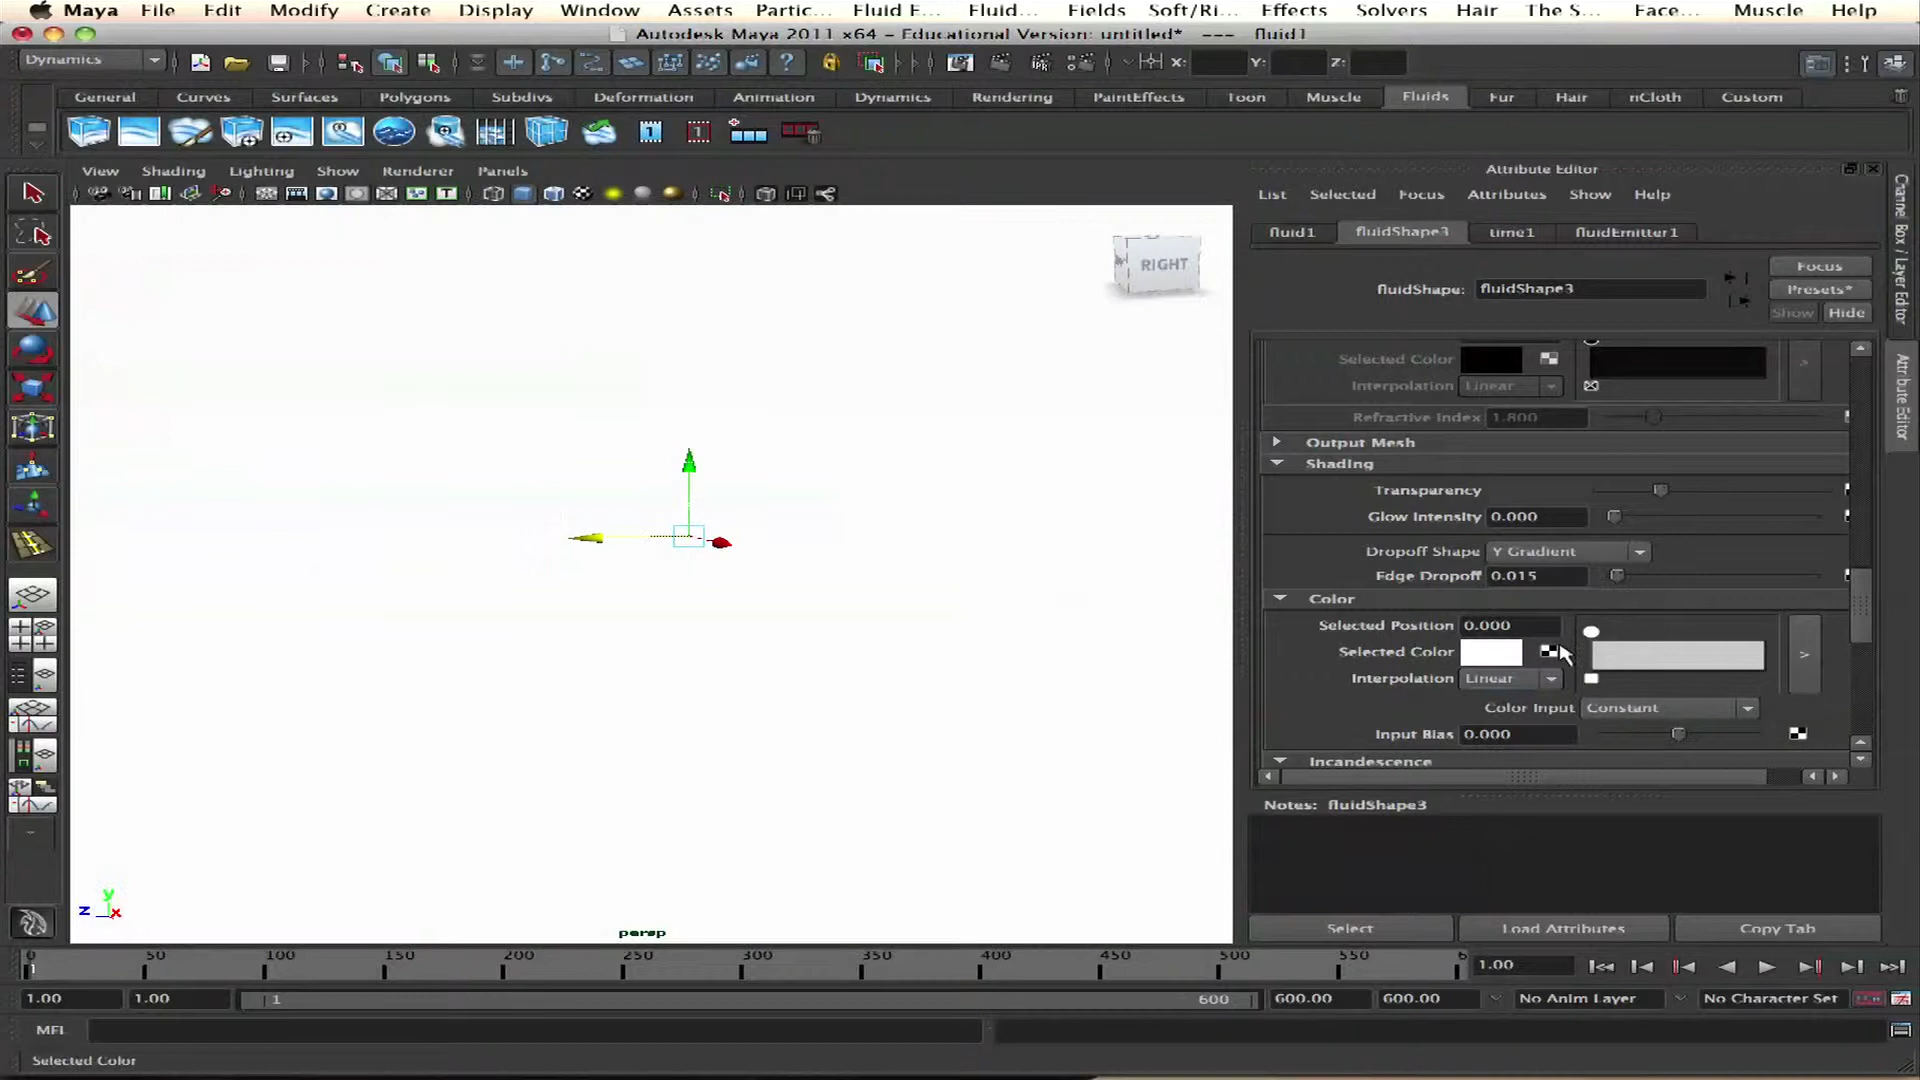 Maya File Edit Modify Create Display Window Assets Partic... Fluid E... Fluid... Fields Soft/Ri... Effects Solvers Hair The S... Face... Muscle Help
Autodesk Maya 2011 x64 – Educational Version: untitled* --- fluid1
Dynamics X: Y: Z:
General Curves Surfaces Polygons Subdivs Deformation Animation Dynamics Rendering PaintEffects Toon Muscle Fluids Fur Hair nCloth Custom
View Shading Lighting Show Renderer Panels
Attribute Editor
List Selected Focus Attributes Show Help
fluid1 fluidShape3 time1 fluidEmitter1
Focus
fluidShape: fluidShape3 Presets*
Show Hide
Channel Box / Layer Editor
Attribute Editor
RIGHT
Selected Color
Interpolation Linear
Refractive Index 1.800
Output Mesh
Shading
Transparency
Glow Intensity 0.000
Dropoff Shape Y Gradient
Edge Dropoff 0.015
Color
Selected Position 0.000
Selected Color
Interpolation Linear
Color Input Constant
Input Bias 0.000
Incandescence
Notes: fluidShape3
Select Load Attributes Copy Tab
y
z x
persp
0 50 100 150 200 250 300 350 400 450 500 550 6
1 1.00
1.00 1.00 1 600 600.00 600.00 No Anim Layer No Character Set
MEL
Selected Color